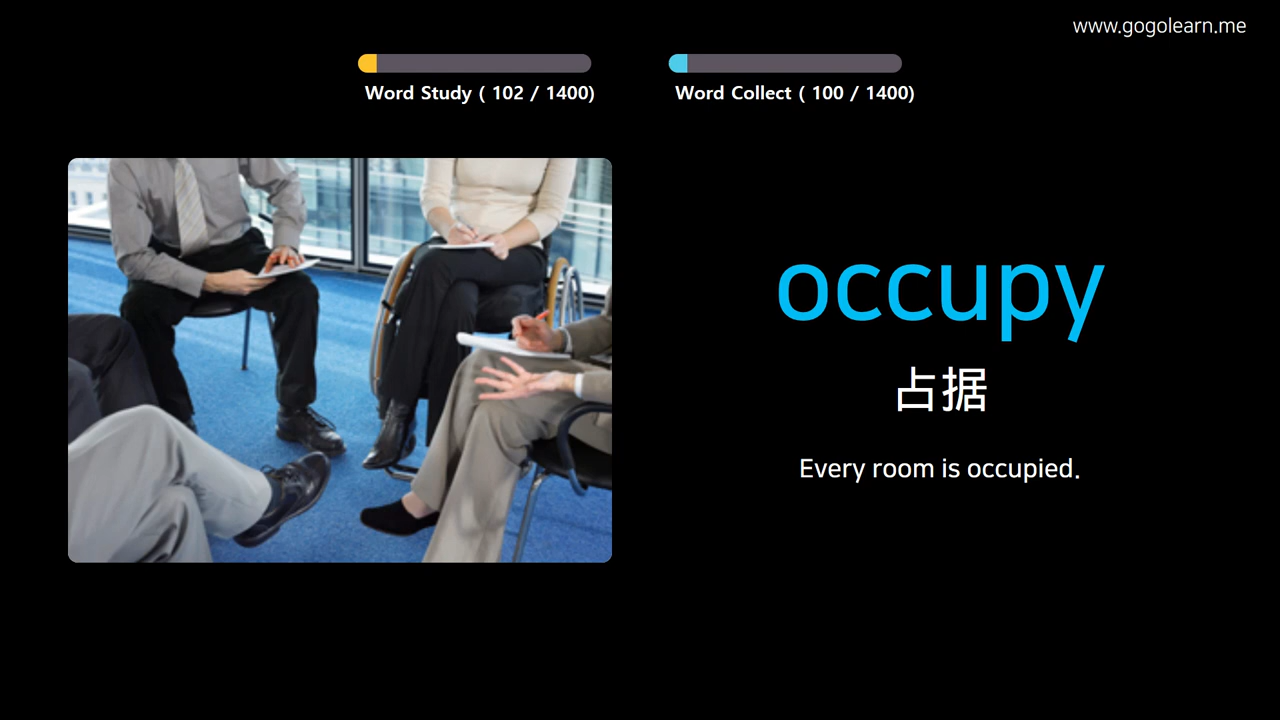 www.gogolearn.me
Word Study ( 102 / 1400)
Word Collect ( 100 / 1400)
occupy
占据
Every room is occupied.